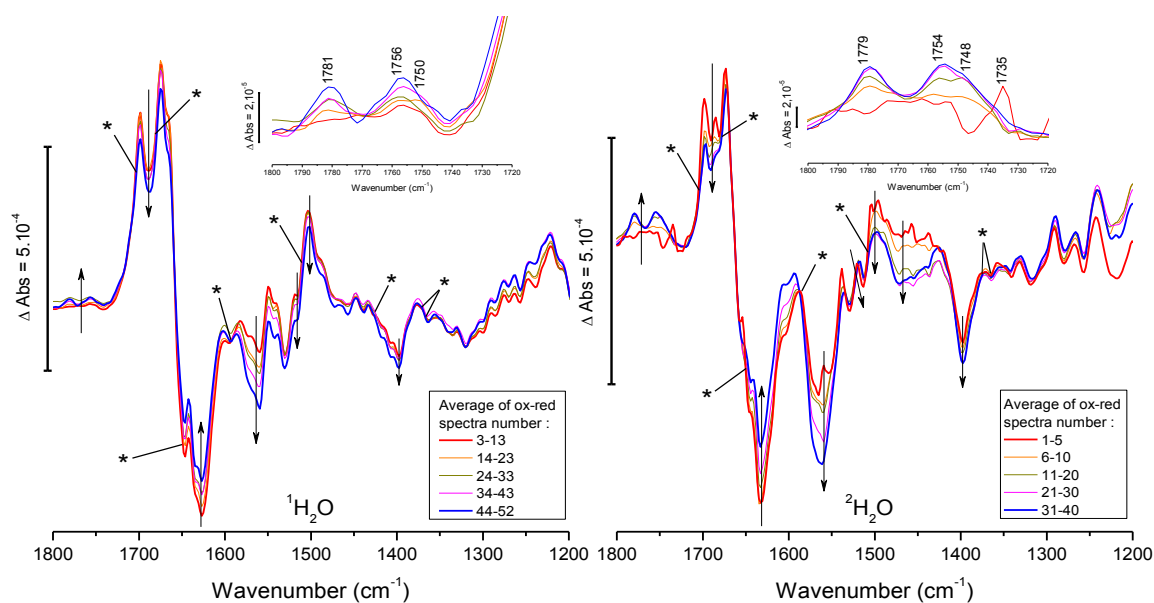 1781
1756
1750
Δ Abs = 2.10⁻⁵
1800 1790 1780 1770 1760 1750 1740 1730 1720
Wavenumber (cm⁻¹)
*
*
*
*
*
*
*
Δ Abs = 5.10⁻⁴
Average of ox-red
spectra number :
3-13
14-23
24-33
34-43
44-52
¹H₂O
1800 1700 1600 1500 1400 1300 1200
Wavenumber (cm⁻¹)
1779
1754
1748
1735
Δ Abs = 2.10⁻⁵
1800 1790 1780 1770 1760 1750 1740 1730 1720
Wavenumber (cm⁻¹)
*
*
*
*
*
*
Δ Abs = 5.10⁻⁴
Average of ox-red
spectra number :
1-5
6-10
11-20
21-30
31-40
²H₂O
1800 1700 1600 1500 1400 1300 1200
Wavenumber (cm⁻¹)